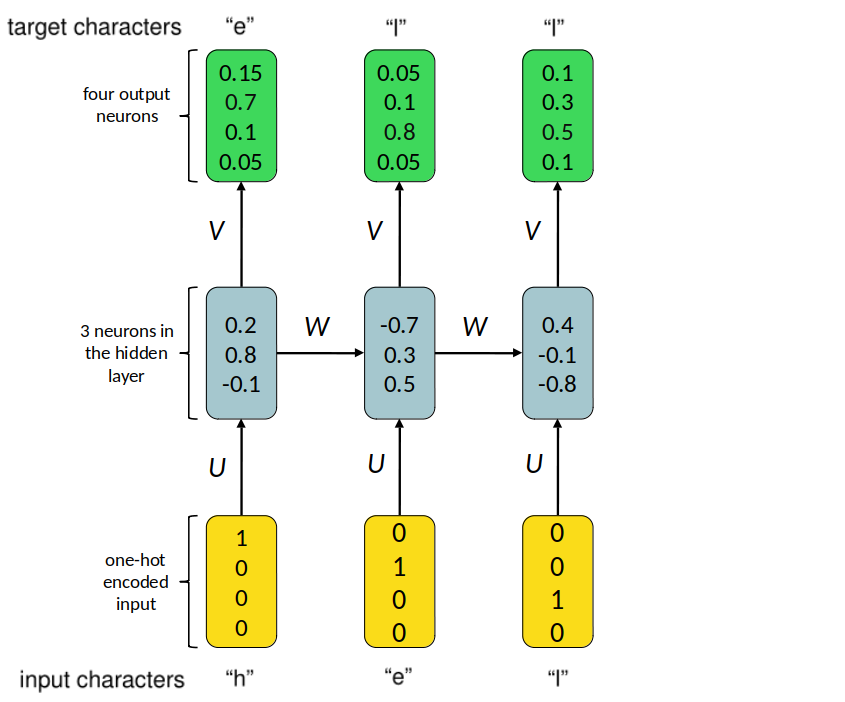 target characters “e” “l” “l”
four output
neurons
0.15 0.05 0.1
0.7 0.1 0.3
0.1 0.8 0.5
0.05 0.05 0.1
V V V
3 neurons in
the hidden
layer
0.2 -0.7 0.4
0.8 0.3 -0.1
-0.1 0.5 -0.8
W W
U U U
one-hot
encoded
input
1 0 0
0 1 0
0 0 1
0 0 0
input characters “h” “e” “l”